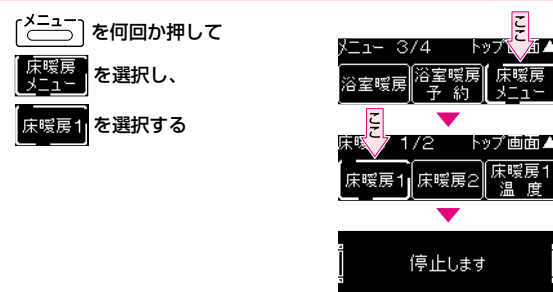 メニュー を何回か押して
床暖房
メニュー を選択し、
床暖房1 を選択する
ここ
メニュー 3/4 トップ画面▲
浴室暖房 浴室暖房
予 約 床暖房
メニュー
ここ
床暖 1/2 トップ画面▲
床暖房1 床暖房2 床暖房1
温 度
停止します